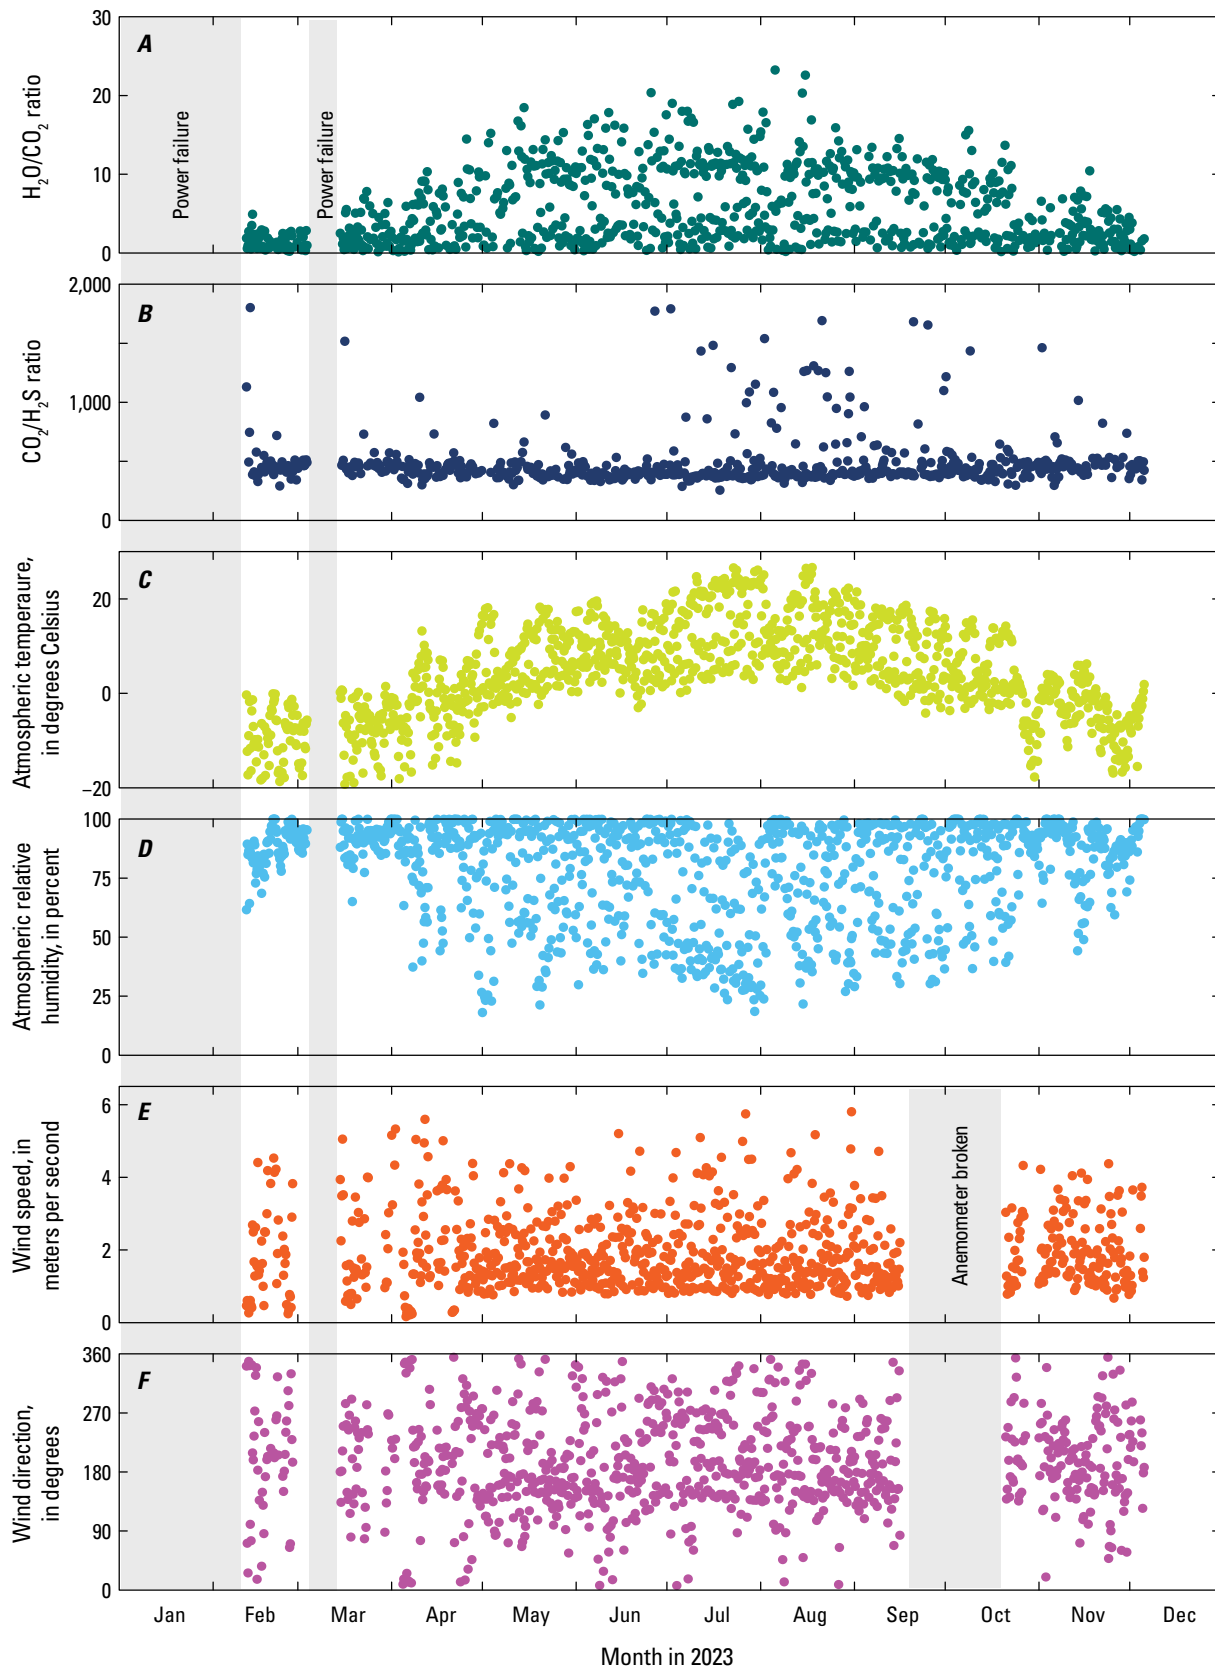 A
H₂O/CO₂ ratio
30
20
10
0
Power failure
Power failure
B
CO₂/H₂S ratio
2,000
1,000
0
C
Atmospheric temperaure,
in degrees Celsius
20
0
−20
D
Atmospheric relative
humidity, in percent
100
75
50
25
0
E
Wind speed, in
meters per second
6
4
2
0
Anemometer broken
F
Wind direction,
in degrees
360
270
180
90
0
Jan Feb Mar Apr May Jun Jul Aug Sep Oct Nov Dec
Month in 2023